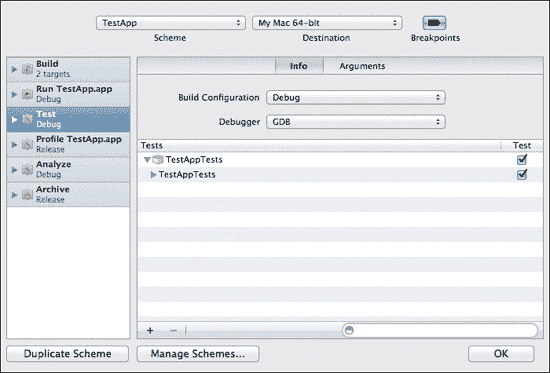 TestApp
My Mac 64-bit
Scheme
Destination
Breakpoints
Build
2 targets
Run TestApp.app
Debug
Test
Debug
Profile TestApp.app
Release
Analyze
Debug
Archive
Release
Info
Arguments
Build Configuration
Debug
Debugger
GDB
Tests
Test
TestAppTests
TestAppTests
+
−
Duplicate Scheme
Manage Schemes...
OK